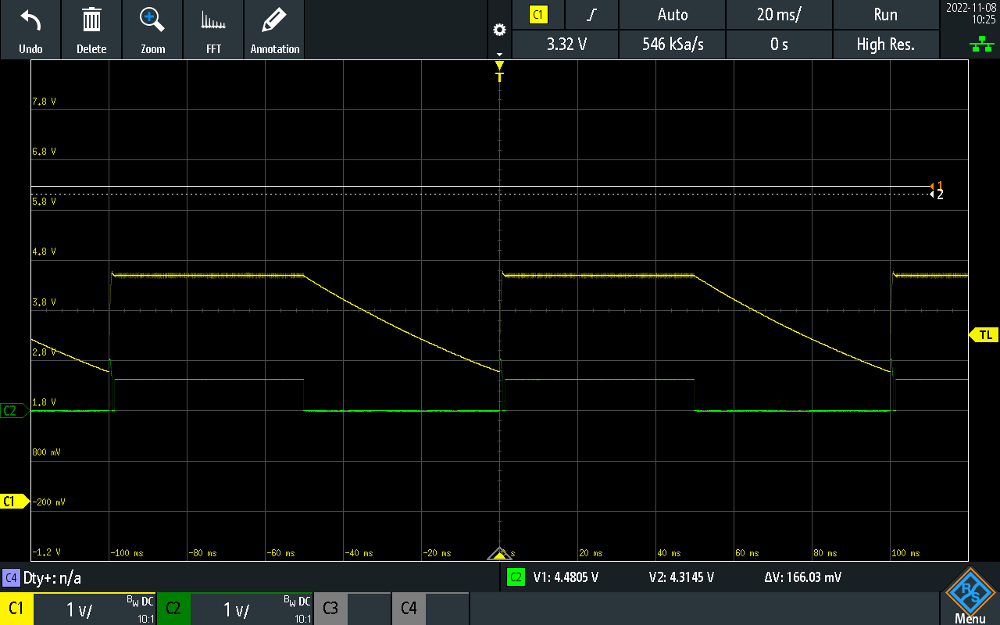 Undo
Delete
Zoom
FFT
Annotation
C1
Auto
20 ms/
Run
2022-11-08
10:25
3.32 V
546 kSa/s
0 s
High Res.
T
7.8 V
6.8 V
1
2
5.8 V
4.8 V
3.8 V
TL
2.8 V
C2
1.8 V
800 mV
C1
-200 mV
-1.2 V
-100 ms
-80 ms
-60 ms
-40 ms
-20 ms
s
20 ms
40 ms
60 ms
80 ms
100 ms
C4
Dty+: n/a
C2
V1: 4.4805 V
V2: 4.3145 V
ΔV: 166.03 mV
C1
1 V/
BW DC
10:1
C2
1 V/
BW DC
10:1
C3
C4
R&S
Menu